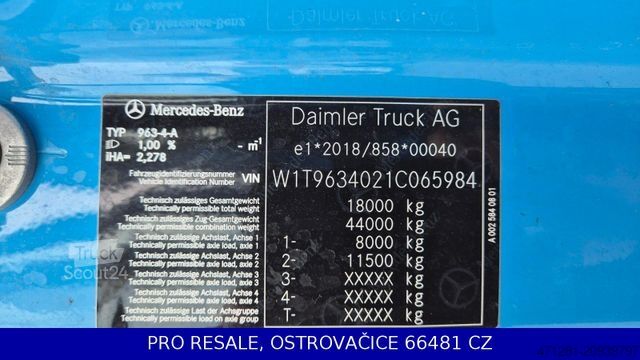 Mercedes-Benz
Daimler Truck AG
TYP 963-4-A
1,00 % - m⁻¹
iHA= 2,278
e1*2018/858*00040
Fahrzeugidentifizierungsnummer
Vehicle Identification Number VIN
W1T9634021C065984
Technisch zulässiges Gesamtgewicht
Technically permissible total weight
18000 kg
Technisch zulässiges Zug-Gesamtgewicht
Technically permissible combination weight
44000 kg
Technisch zulässige Achslast, Achse 1
Technically permissible axle load, axle 1
1- 8000 kg
Technisch zulässige Achslast, Achse 2
Technically permissible axle load, axle 2
2- 11500 kg
Technisch zulässige Achslast, Achse 3
Technically permissible axle load, axle 3
3- XXXXX kg
Technisch zulässige Achslast, Achse 4
Technically permissible axle load, axle 4
4- XXXXX kg
Technisch zulässige Last der Achsgruppe
Technically permissible load on axle group
T- XXXXX kg
A 002 584 08 01
Truck
Scout24
PRO RESALE, OSTROVAČICE 66481 CZ